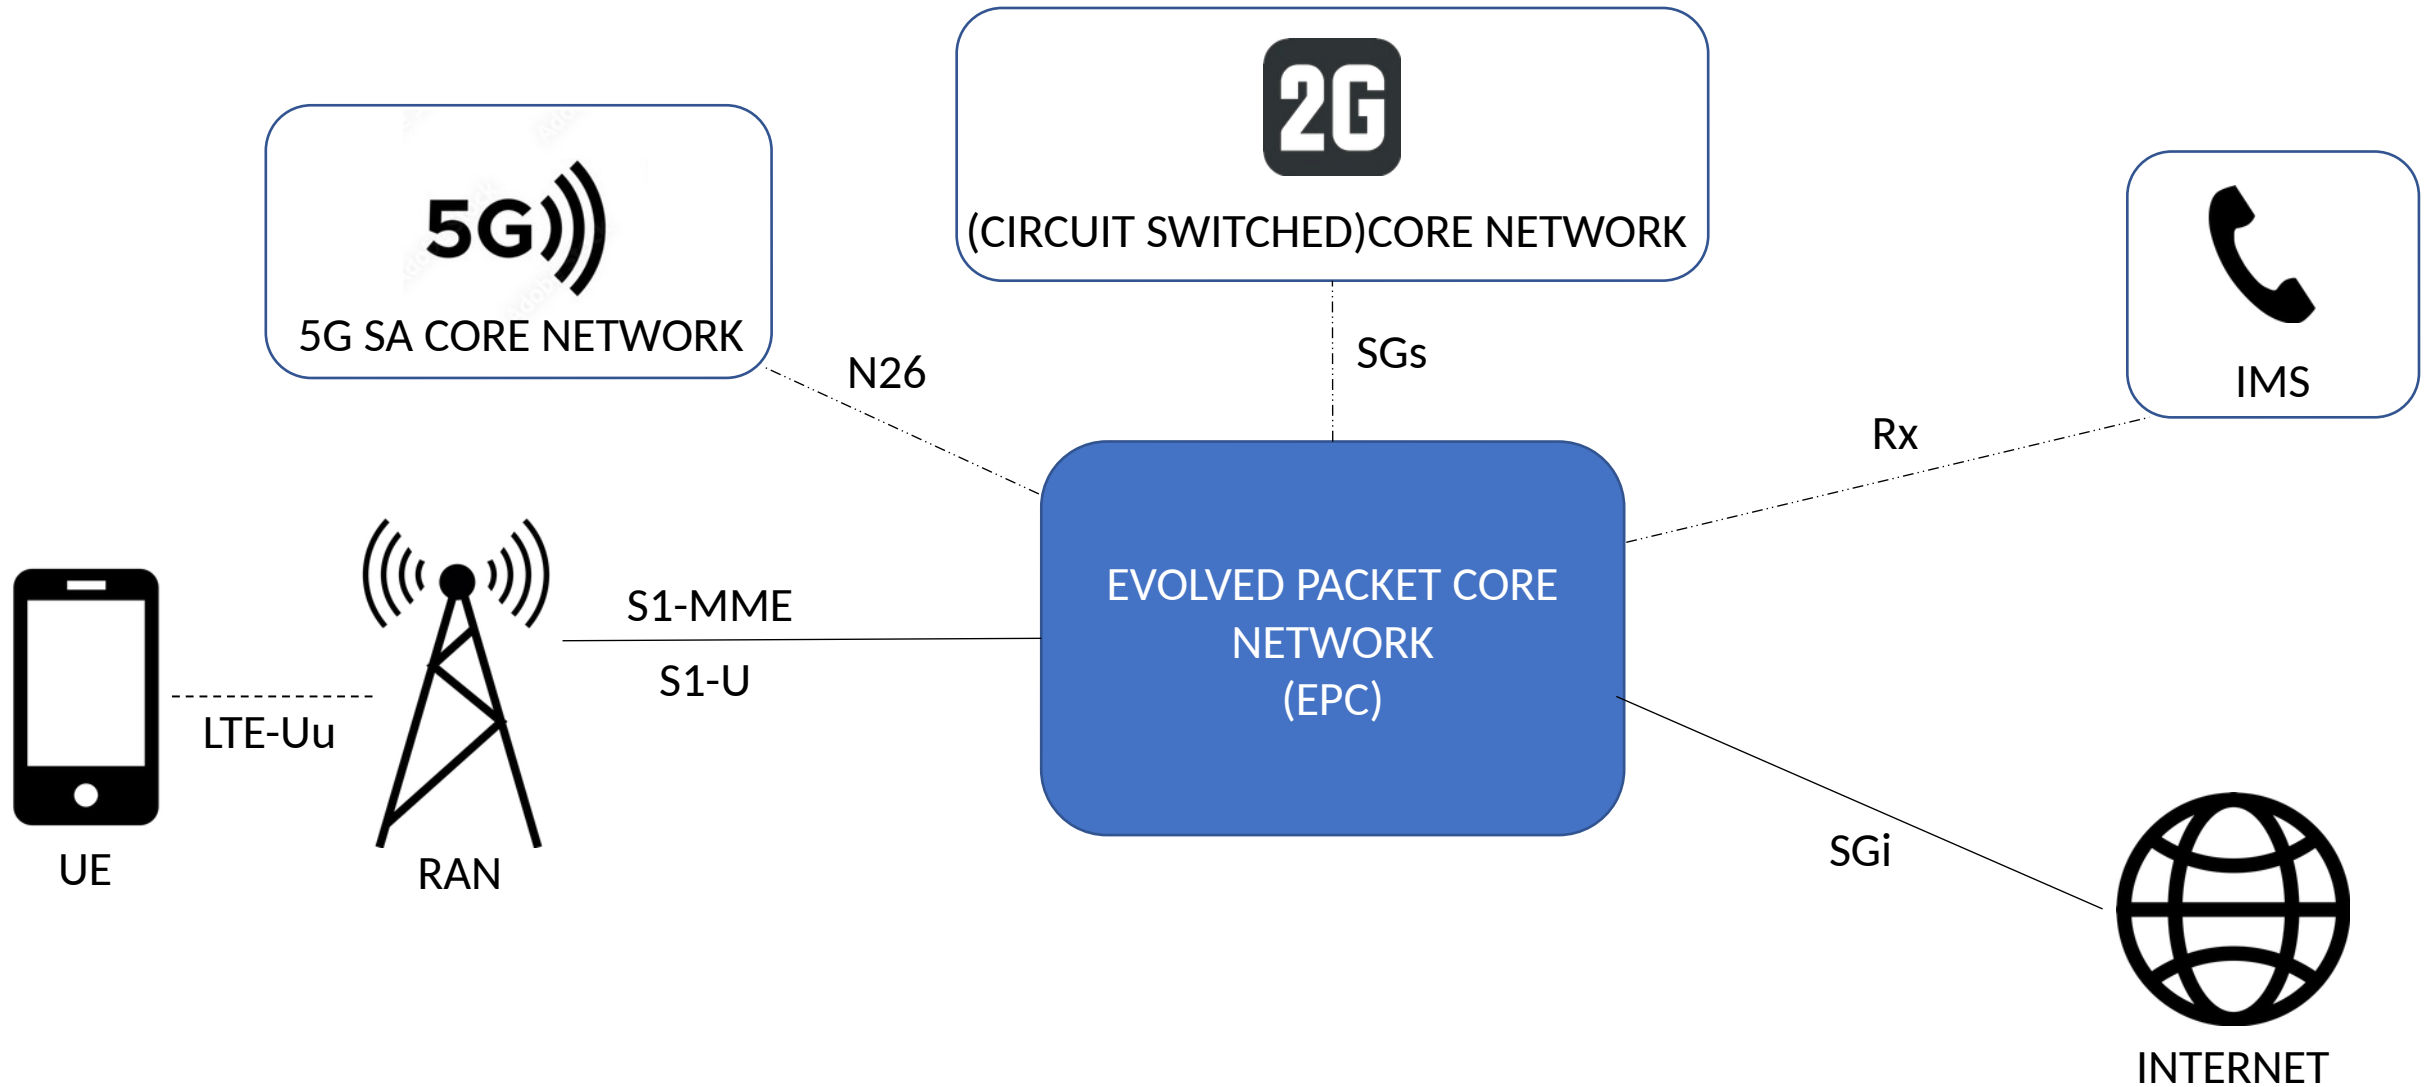 2G
(CIRCUIT SWITCHED)CORE NETWORK
5G
5G SA CORE NETWORK
IMS
N26
SGs
Rx
EVOLVED PACKET CORE
NETWORK
(EPC)
S1-MME
S1-U
LTE-Uu
UE
RAN
SGi
INTERNET